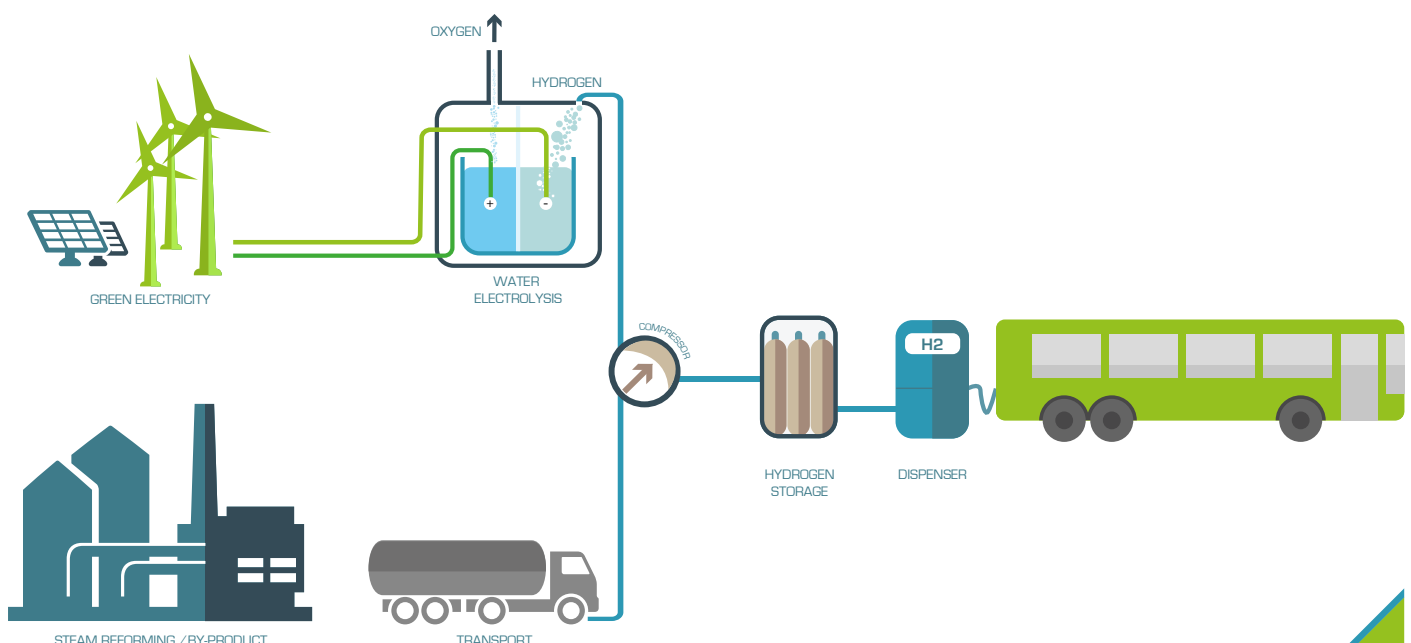 OXYGEN
HYDROGEN
+
-
WATER
ELECTROLYSIS
GREEN ELECTRICITY
COMPRESSOR
H2
HYDROGEN
STORAGE
DISPENSER
STEAM REFORMING / BY-PRODUCT
TRANSPORT